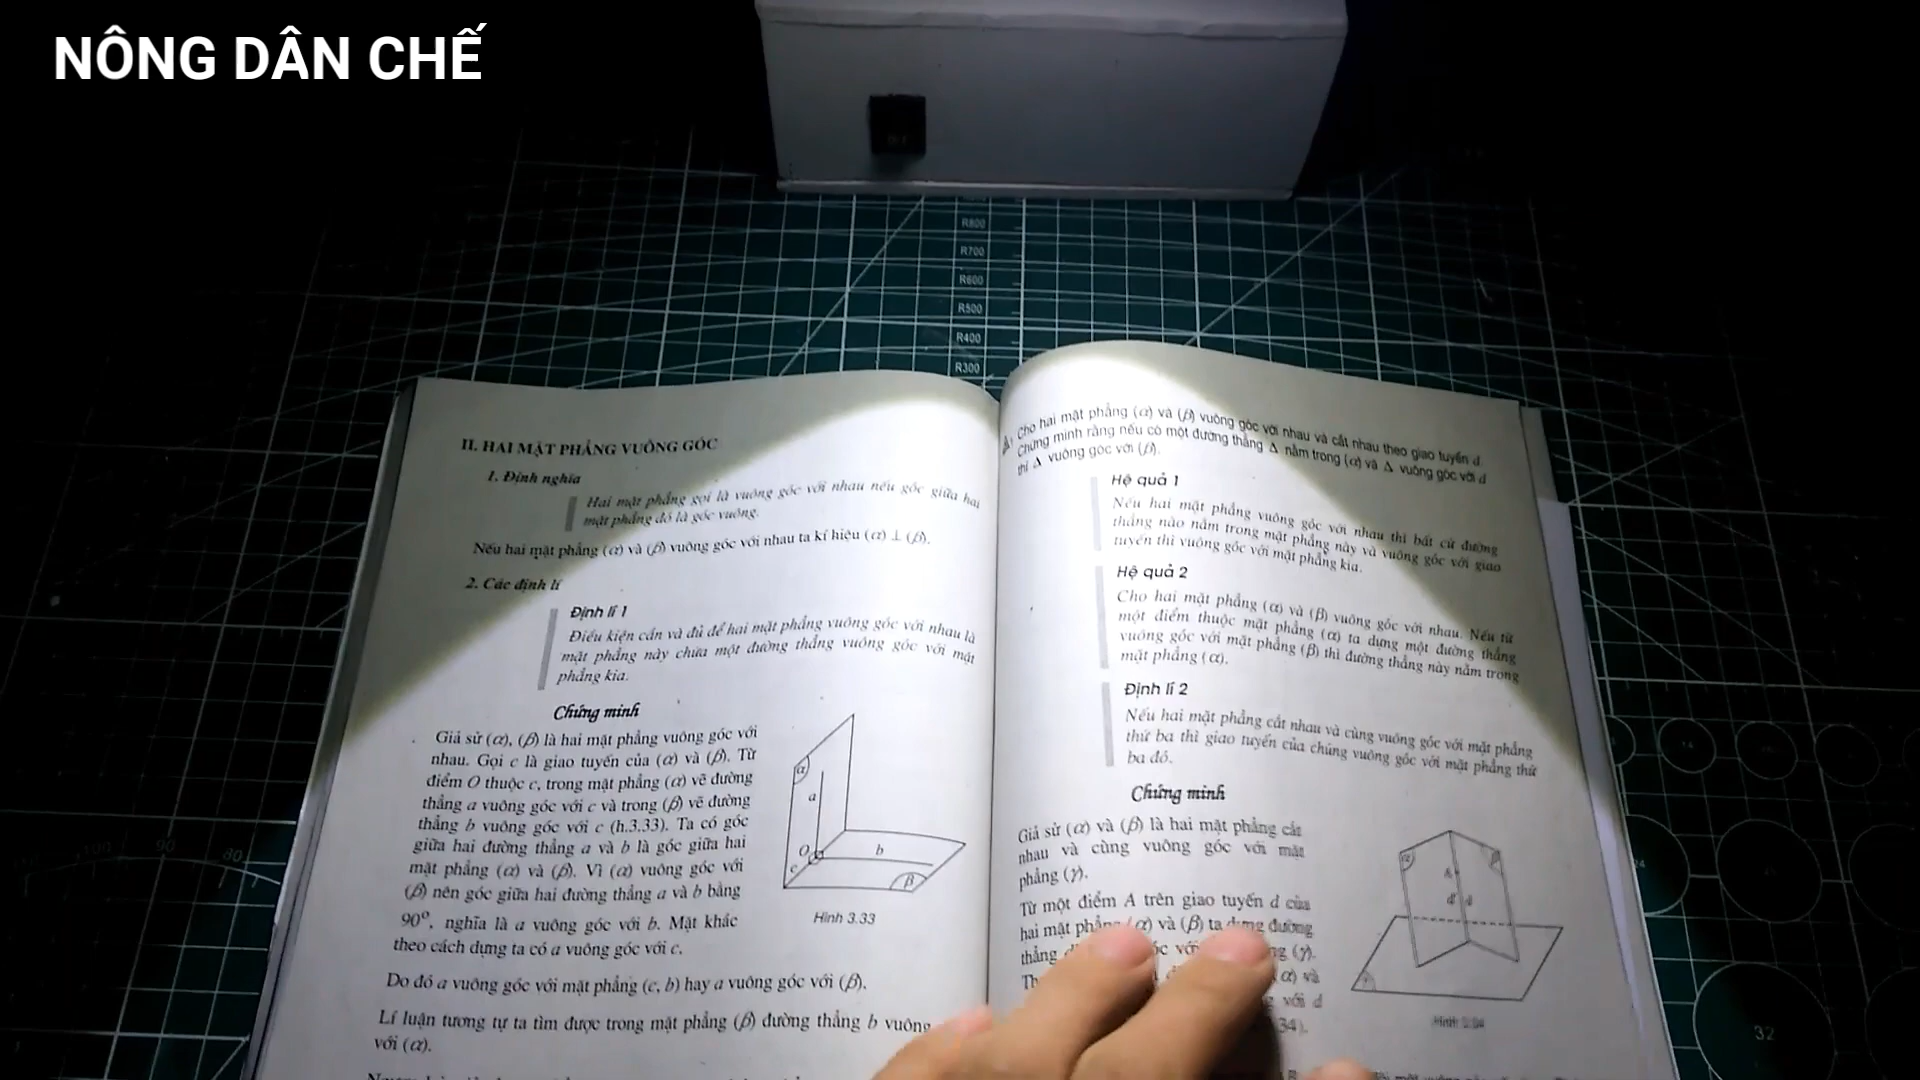 NÔNG DÂN CHẾ
R800
R700
R600
R500
R400
R300
II. HAI MẶT PHẲNG VUÔNG GÓC
1. Định nghĩa
Hai mặt phẳng gọi là vuông góc với nhau nếu góc giữa hai
mặt phẳng đó là góc vuông.
Nếu hai mặt phẳng (α) và (β) vuông góc với nhau ta kí hiệu (α) ⊥ (β).
2. Các định lí
Định lí 1
Điều kiện cần và đủ để hai mặt phẳng vuông góc với nhau là
mặt phẳng này chứa một đường thẳng vuông góc với mặt
phẳng kia.
Chứng minh
Giả sử (α), (β) là hai mặt phẳng vuông góc với
nhau. Gọi c là giao tuyến của (α) và (β). Từ
điểm O thuộc c, trong mặt phẳng (α) vẽ đường
thẳng a vuông góc với c và trong (β) vẽ đường
thẳng b vuông góc với c (h.3.33). Ta có góc
giữa hai đường thẳng a và b là góc giữa hai
mặt phẳng (α) và (β). Vì (α) vuông góc với
(β) nên góc giữa hai đường thẳng a và b bằng
90°, nghĩa là a vuông góc với b. Mặt khác
theo cách dựng ta có a vuông góc với c.
α
a
O
c
b
β
Hình 3.33
Do đó a vuông góc với mặt phẳng (c, b) hay a vuông góc với (β).
Lí luận tương tự ta tìm được trong mặt phẳng (β) đường thẳng b vuông
với (α).
Cho hai mặt phẳng (α) và (β) vuông góc với nhau và cắt nhau theo giao tuyến d.
Chứng minh rằng nếu có một đường thẳng Δ nằm trong (α) và Δ vuông góc với d
thì Δ vuông góc với (β).
Hệ quả 1
Nếu hai mặt phẳng vuông góc với nhau thì bất cứ đường
thẳng nào nằm trong mặt phẳng này và vuông góc với giao
tuyến thì vuông góc với mặt phẳng kia.
Hệ quả 2
Cho hai mặt phẳng (α) và (β) vuông góc với nhau. Nếu từ
một điểm thuộc mặt phẳng (α) ta dựng một đường thẳng
vuông góc với mặt phẳng (β) thì đường thẳng này nằm trong
mặt phẳng (α).
Định lí 2
Nếu hai mặt phẳng cắt nhau và cùng vuông góc với mặt phẳng
thứ ba thì giao tuyến của chúng vuông góc với mặt phẳng thứ
ba đó.
Chứng minh
Giả sử (α) và (β) là hai mặt phẳng cắt
nhau và cùng vuông góc với mặt
phẳng (γ).
Từ một điểm A trên giao tuyến d của
hai mặt phẳng (α) và (β) ta dựng đường
thẳng (γ).
và
với d
34).
32